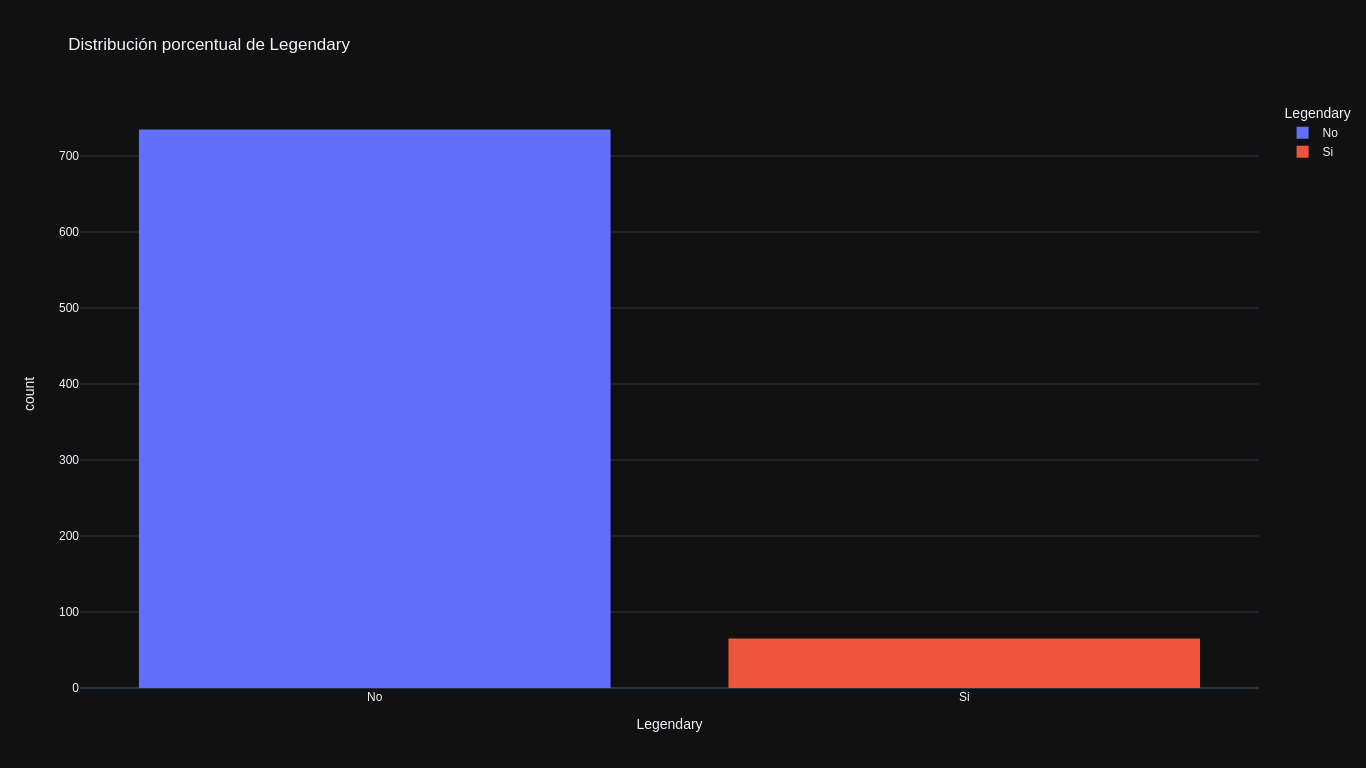 Distribución porcentual de Legendary
Legendary
No
Si
700
600
500
400
300
200
100
0
count
No
Si
Legendary